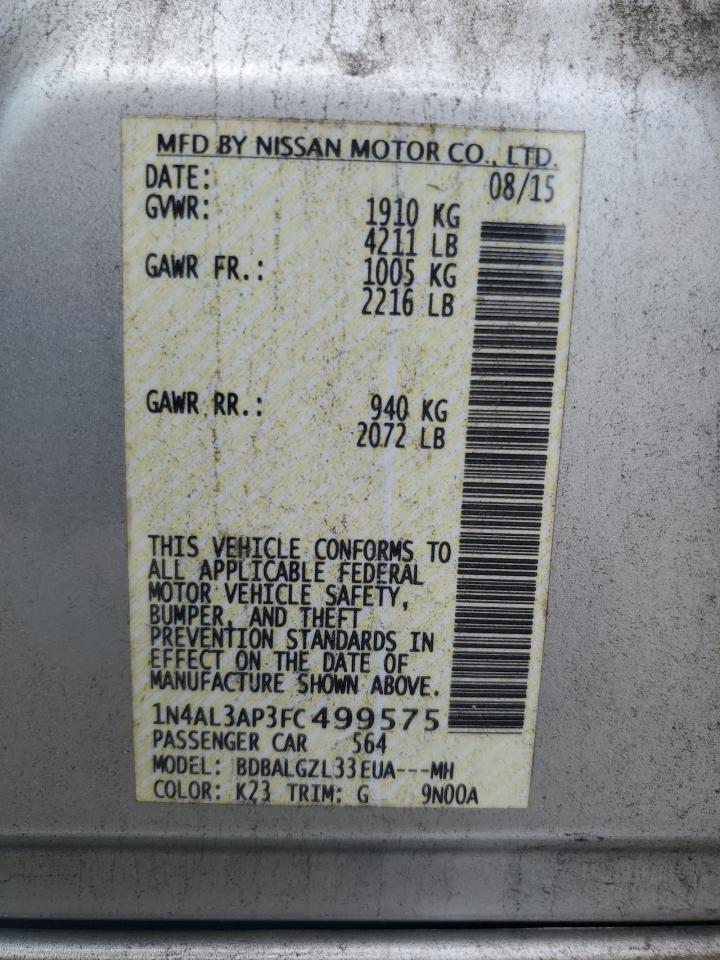 MFD BY NISSAN MOTOR CO., LTD.
DATE: 08/15
GVWR: 1910 KG
4211 LB
GAWR FR.: 1005 KG
2216 LB
GAWR RR.: 940 KG
2072 LB
THIS VEHICLE CONFORMS TO
ALL APPLICABLE FEDERAL
MOTOR VEHICLE SAFETY,
BUMPER, AND THEFT
PREVENTION STANDARDS IN
EFFECT ON THE DATE OF
MANUFACTURE SHOWN ABOVE.
1N4AL3AP3FC499575
PASSENGER CAR 564
MODEL: BDBALGZL33EUA---MH
COLOR: K23 TRIM: G 9N00A